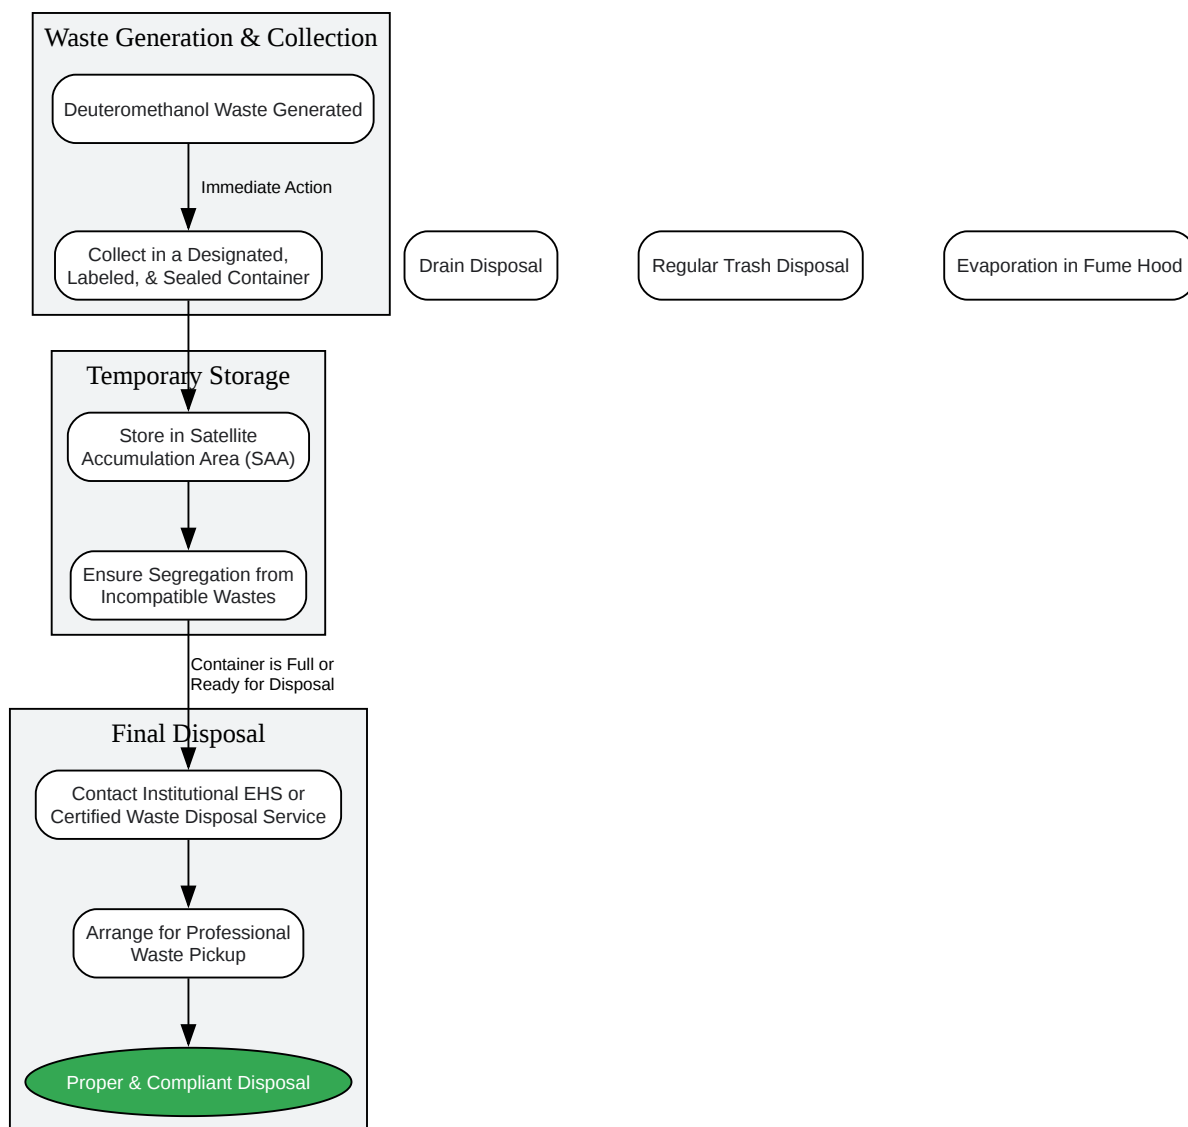 Waste Generation & Collection
Deuteromethanol Waste Generated
Immediate Action
Collect in a Designated,
Labeled, & Sealed Container
Drain Disposal
Regular Trash Disposal
Evaporation in Fume Hood
Temporary Storage
Store in Satellite
Accumulation Area (SAA)
Ensure Segregation from
Incompatible Wastes
Container is Full or
Ready for Disposal
Final Disposal
Contact Institutional EHS or
Certified Waste Disposal Service
Arrange for Professional
Waste Pickup
Proper & Compliant Disposal